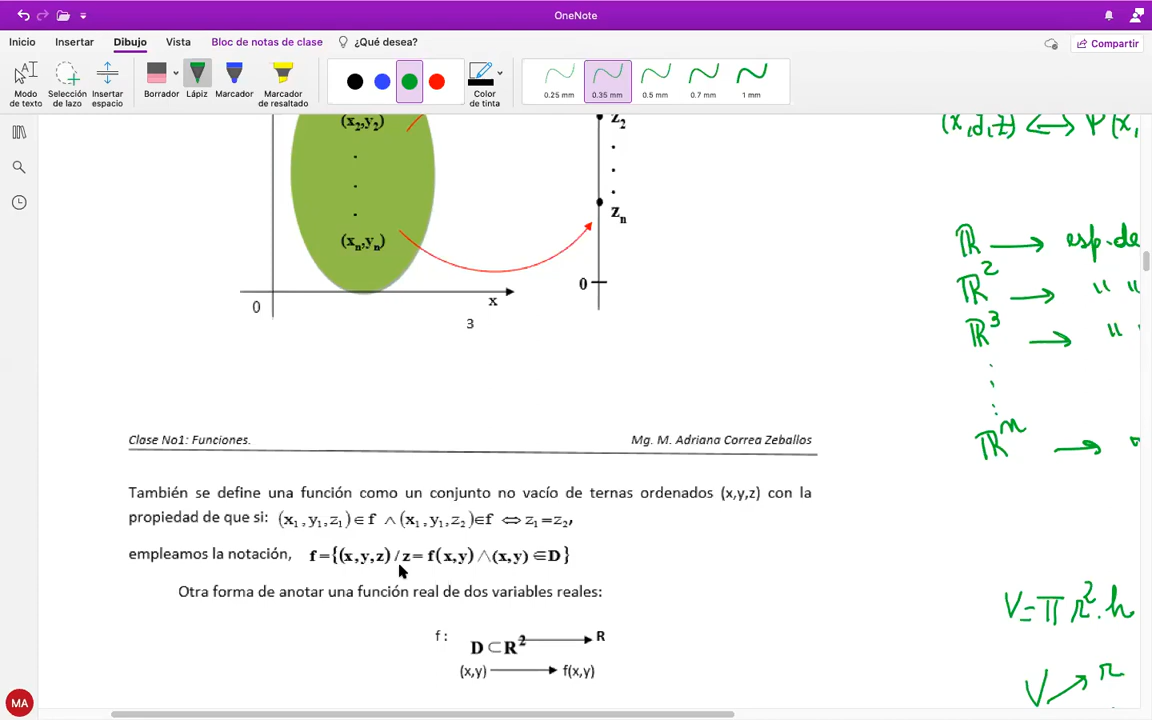 OneNote
Inicio Insertar Dibujo Vista Bloc de notas de clase ¿Qué desea? Compartir
Modo de texto Selección de lazo Insertar espacio Borrador Lápiz Marcador Marcador de resaltado Color de tinta 0.25 mm 0.35 mm 0.5 mm 0.7 mm 1 mm
(x₂,y₂) z₂
. .
. .
. .
zₙ
(xₙ,yₙ)
0
0 x
3
ℝ → esp. de
ℝ² → " "
ℝ³ → "
⋮
ℝⁿ →
Clase No1: Funciones. Mg. M. Adriana Correa Zeballos
También se define una función como un conjunto no vacío de ternas ordenados (x,y,z) con la
propiedad de que si: (x₁,y₁,z₁)∈f ∧(x₁,y₁,z₂)∈f ⇔z₁=z₂,
empleamos la notación, f={(x,y,z)/z=f(x,y)∧(x,y)∈D}
Otra forma de anotar una función real de dos variables reales:
f : D⊂R² → R
(x,y) → f(x,y)
V=π r².h
V → r
MA